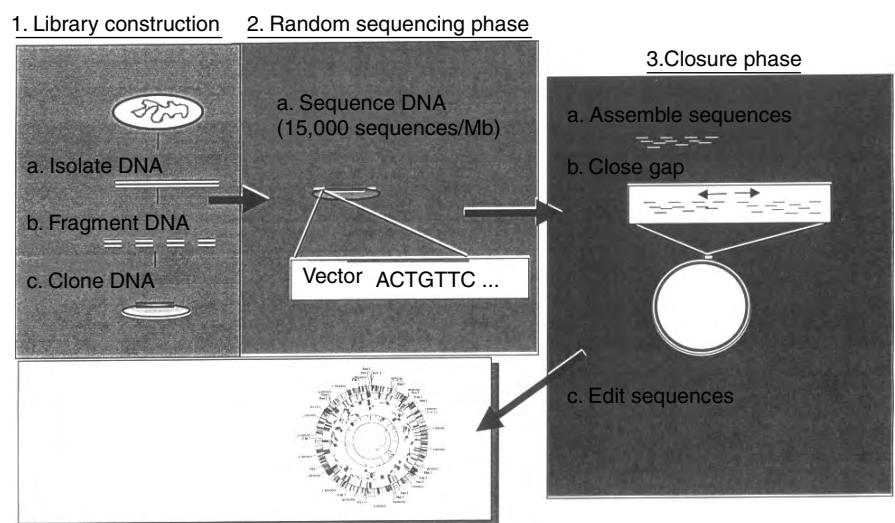 1. Library construction
2. Random sequencing phase
3.Closure phase
a. Isolate DNA
b. Fragment DNA
c. Clone DNA
a. Sequence DNA
(15,000 sequences/Mb)
Vector ACTGTTC ...
a. Assemble sequences
b. Close gap
c. Edit sequences